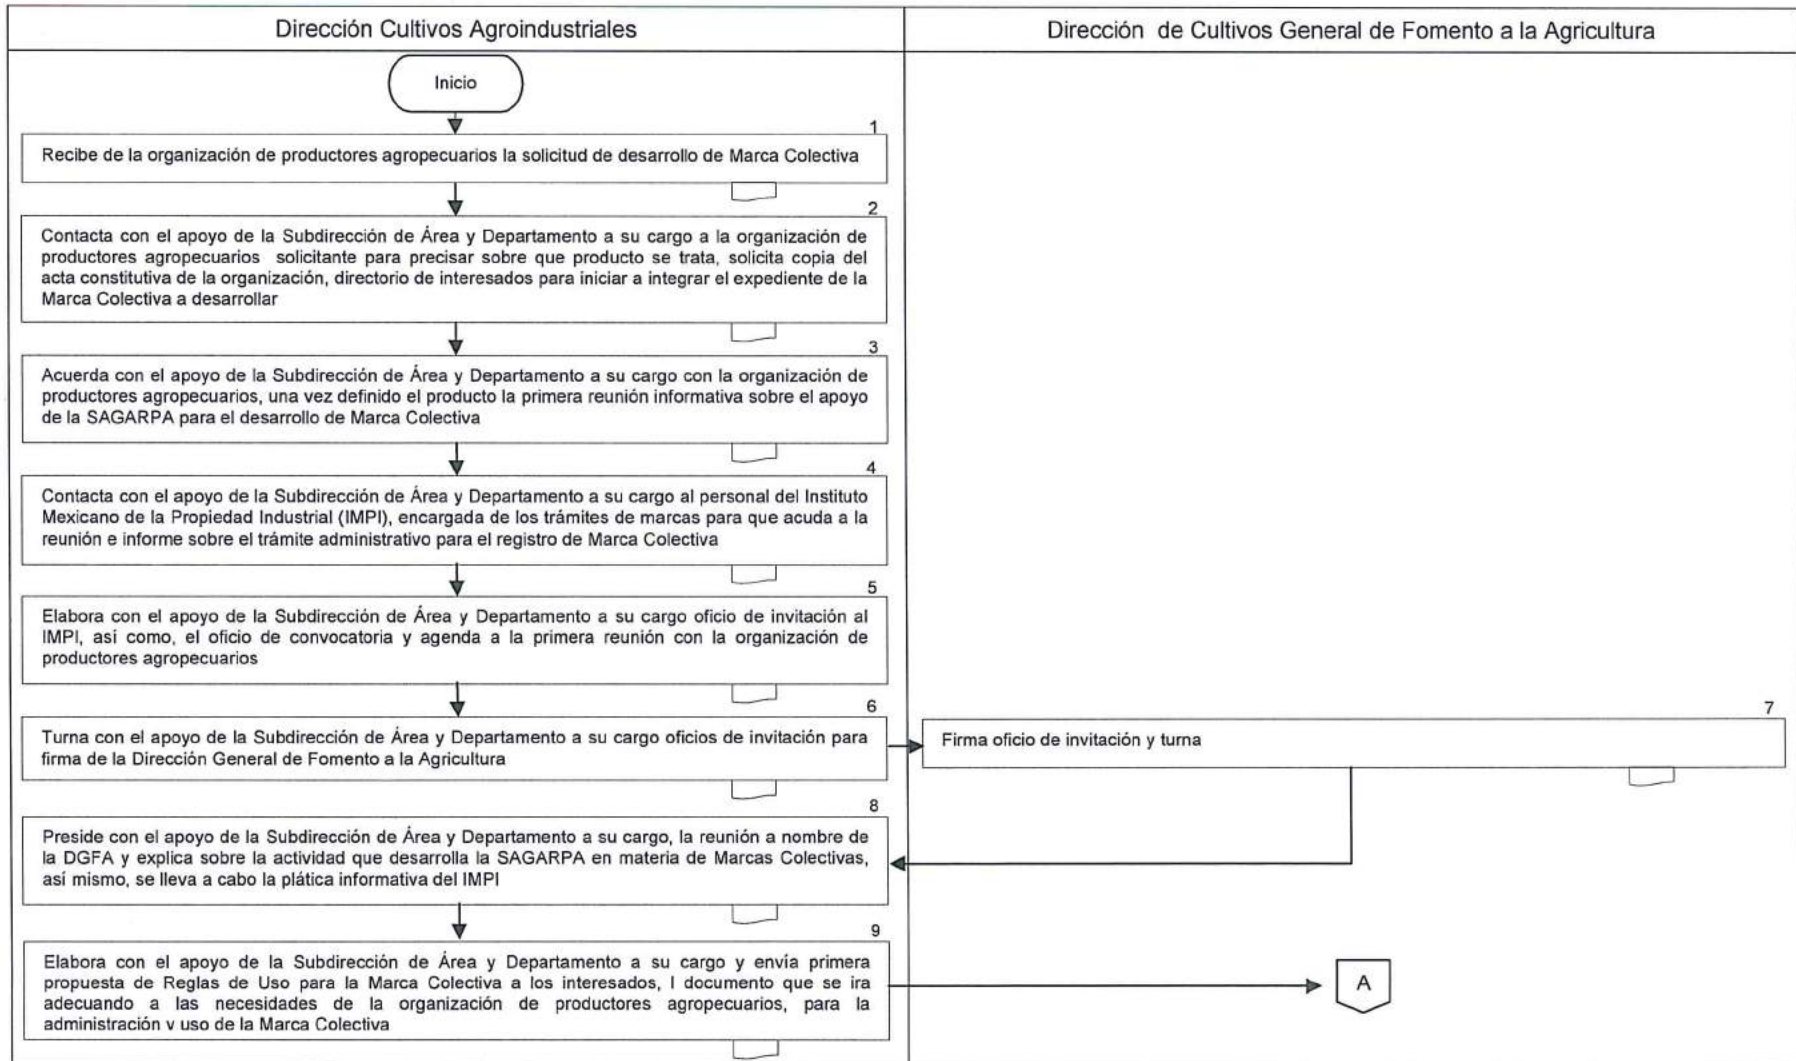 Dirección Cultivos Agroindustriales
Dirección de Cultivos General de Fomento a la Agricultura
Inicio
1
Recibe de la organización de productores agropecuarios la solicitud de desarrollo de Marca Colectiva
2
Contacta con el apoyo de la Subdirección de Área y Departamento a su cargo a la organización de
productores agropecuarios solicitante para precisar sobre que producto se trata, solicita copia del
acta constitutiva de la organización, directorio de interesados para iniciar a integrar el expediente de la
Marca Colectiva a desarrollar
3
Acuerda con el apoyo de la Subdirección de Área y Departamento a su cargo con la organización de
productores agropecuarios, una vez definido el producto la primera reunión informativa sobre el apoyo
de la SAGARPA para el desarrollo de Marca Colectiva
4
Contacta con el apoyo de la Subdirección de Área y Departamento a su cargo al personal del Instituto
Mexicano de la Propiedad Industrial (IMPI), encargada de los trámites de marcas para que acuda a la
reunión e informe sobre el trámite administrativo para el registro de Marca Colectiva
5
Elabora con el apoyo de la Subdirección de Área y Departamento a su cargo oficio de invitación al
IMPI, así como, el oficio de convocatoria y agenda a la primera reunión con la organización de
productores agropecuarios
6
Turna con el apoyo de la Subdirección de Área y Departamento a su cargo oficios de invitación para
firma de la Dirección General de Fomento a la Agricultura
7
Firma oficio de invitación y turna
8
Preside con el apoyo de la Subdirección de Área y Departamento a su cargo, la reunión a nombre de
la DGFA y explica sobre la actividad que desarrolla la SAGARPA en materia de Marcas Colectivas,
así mismo, se lleva a cabo la plática informativa del IMPI
9
Elabora con el apoyo de la Subdirección de Área y Departamento a su cargo y envía primera
propuesta de Reglas de Uso para la Marca Colectiva a los interesados, l documento que se ira
adecuando a las necesidades de la organización de productores agropecuarios, para la
administración y uso de la Marca Colectiva
A